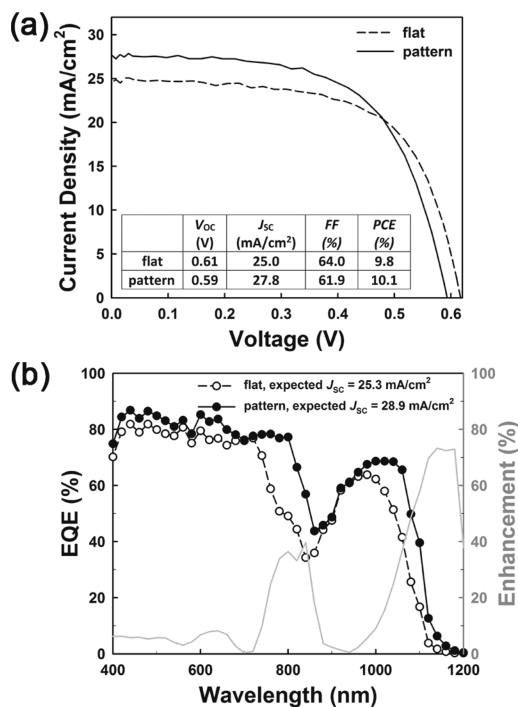 (a)
Current Density (mA/cm²)
30
25
20
15
10
5
0
flat
pattern
V_OC J_SC FF PCE
(V) (mA/cm²) (%) (%)
flat 0.61 25.0 64.0 9.8
pattern 0.59 27.8 61.9 10.1
0.0 0.1 0.2 0.3 0.4 0.5 0.6
Voltage (V)
(b)
EQE (%)
100
80
60
40
20
0
flat, expected J_SC = 25.3 mA/cm²
pattern, expected J_SC = 28.9 mA/cm²
100
80
60
40
20
0
Enhancement (%)
400 600 800 1000 1200
Wavelength (nm)